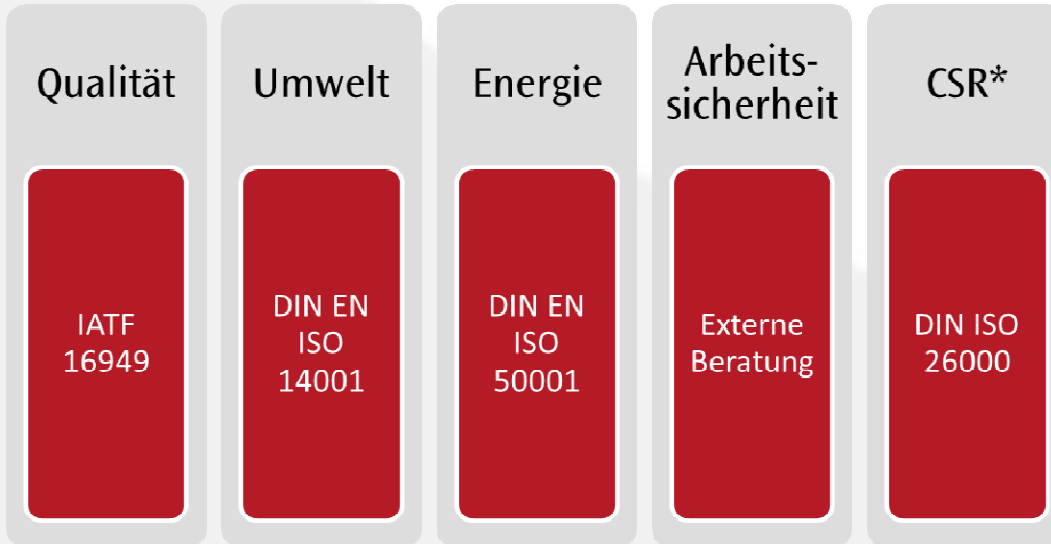 Qualität
IATF
16949
Umwelt
DIN EN
ISO
14001
Energie
DIN EN
ISO
50001
Arbeits-
sicherheit
Externe
Beratung
CSR*
DIN ISO
26000